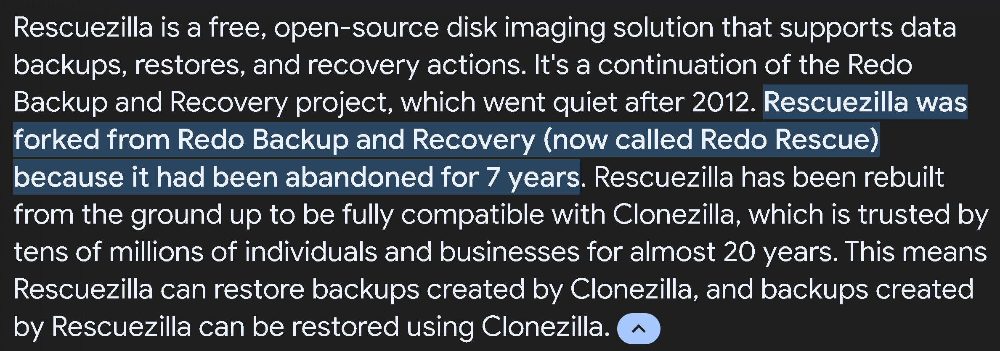 Rescuezilla is a free, open-source disk imaging solution that supports data
backups, restores, and recovery actions. It's a continuation of the Redo
Backup and Recovery project, which went quiet after 2012. Rescuezilla was
forked from Redo Backup and Recovery (now called Redo Rescue)
because it had been abandoned for 7 years. Rescuezilla has been rebuilt
from the ground up to be fully compatible with Clonezilla, which is trusted by
tens of millions of individuals and businesses for almost 20 years. This means
Rescuezilla can restore backups created by Clonezilla, and backups created
by Rescuezilla can be restored using Clonezilla.